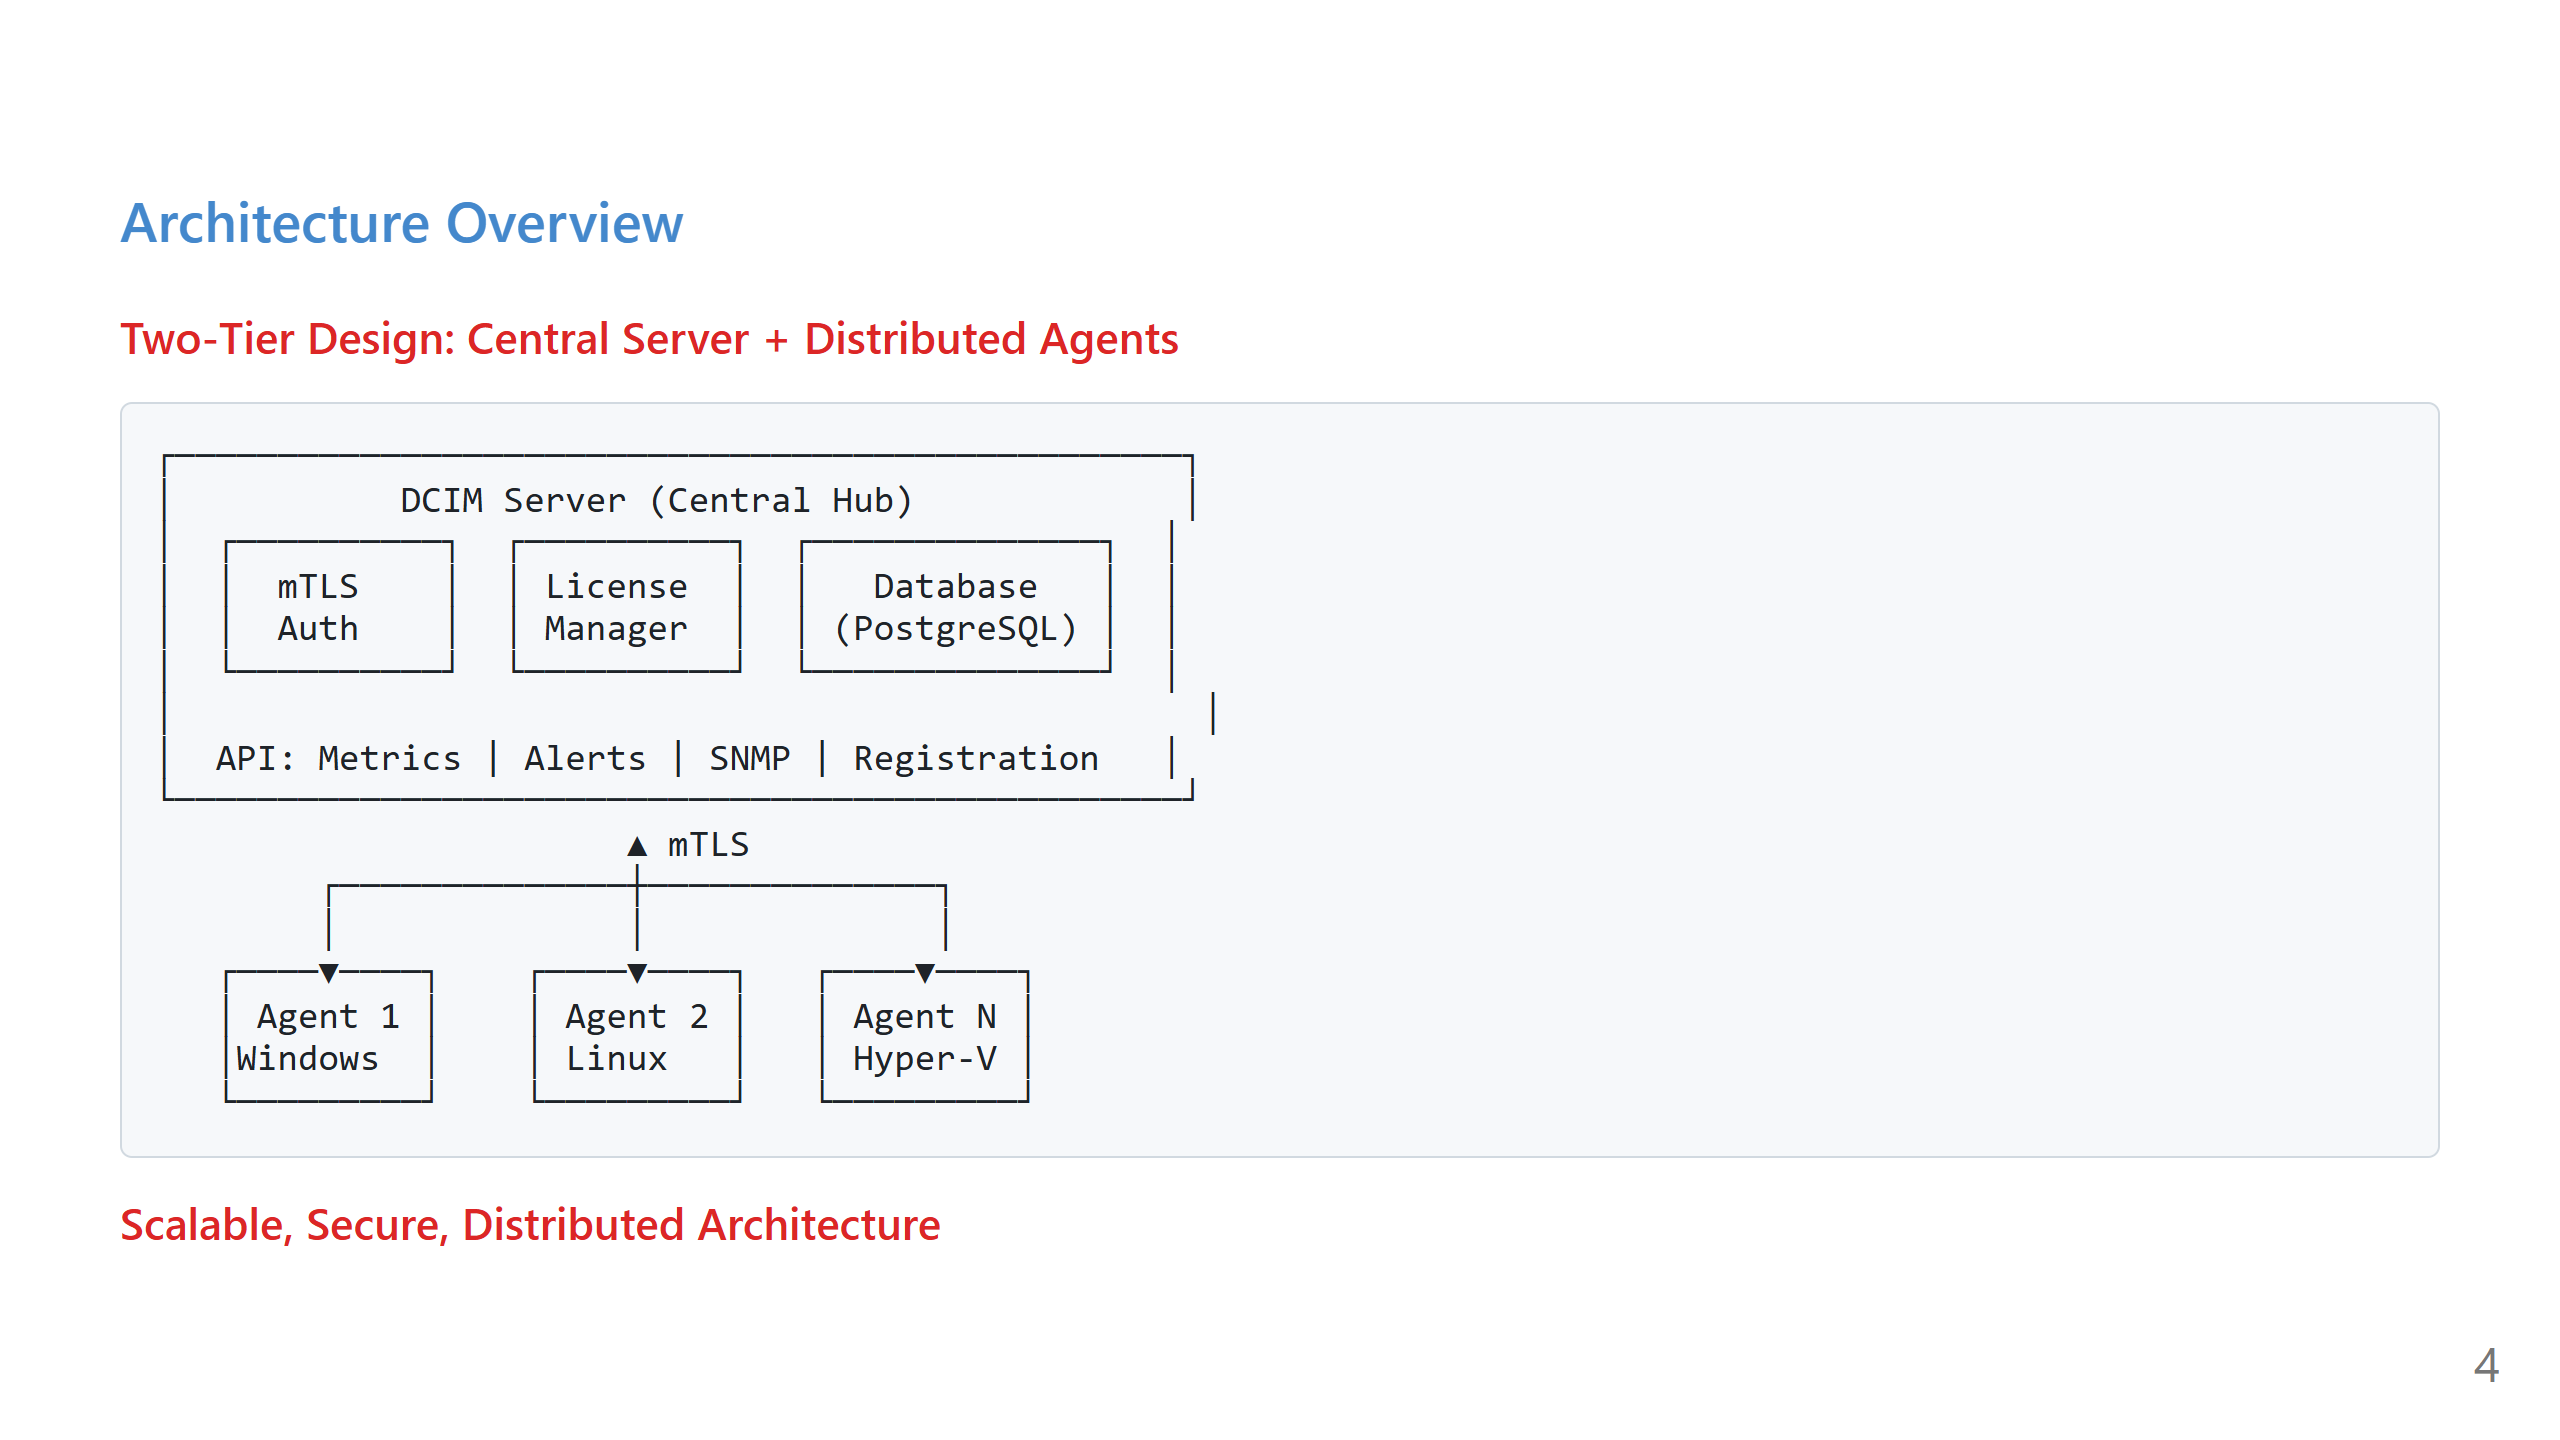 Architecture Overview
Two-Tier Design: Central Server + Distributed Agents
DCIM Server (Central Hub)
mTLS License Database
Auth Manager (PostgreSQL)
API: Metrics │ Alerts │ SNMP │ Registration
▲ mTLS
Agent 1 Agent 2 Agent N
Windows Linux Hyper-V
Scalable, Secure, Distributed Architecture
4